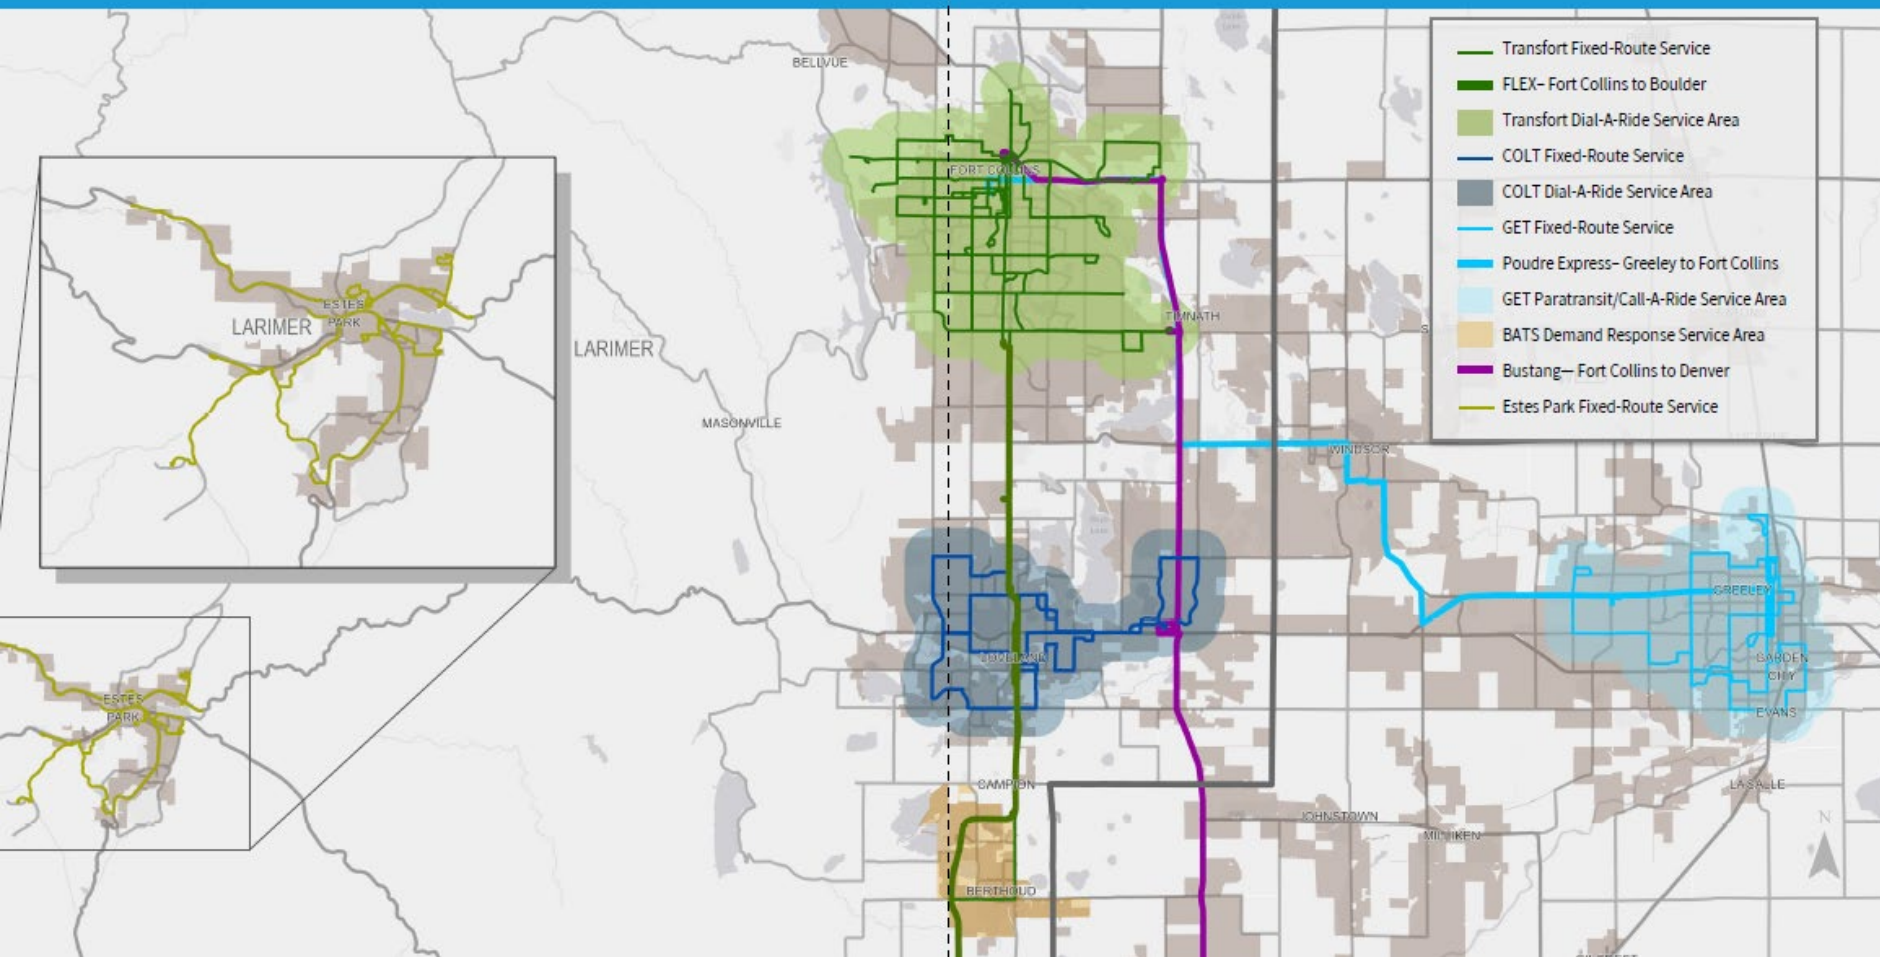 BELLVUE
FORT COLLINS
TIMNATH
LARIMER
MASONVILLE
WINDSOR
ESTES
PARK
LARIMER
ESTES
PARK
LOVELAND
GREELEY
GARDEN
CITY
EVANS
CAMPION
LA SALLE
JOHNSTOWN
MILLIKEN
BERTHOUD
N
Transfort Fixed-Route Service
FLEX– Fort Collins to Boulder
Transfort Dial-A-Ride Service Area
COLT Fixed-Route Service
COLT Dial-A-Ride Service Area
GET Fixed-Route Service
Poudre Express– Greeley to Fort Collins
GET Paratransit/Call-A-Ride Service Area
BATS Demand Response Service Area
Bustang— Fort Collins to Denver
Estes Park Fixed-Route Service